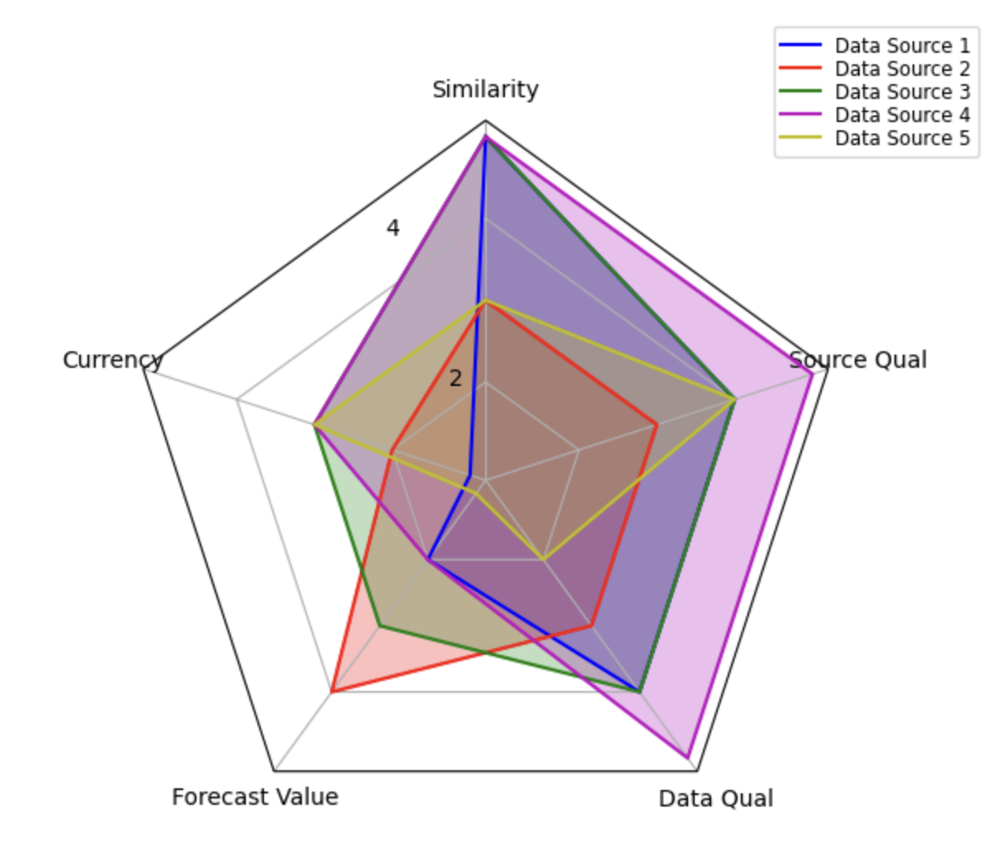 Data Source 1
Data Source 2
Data Source 3
Data Source 4
Data Source 5
Similarity
4
Currency
Source Qual
2
Forecast Value
Data Qual